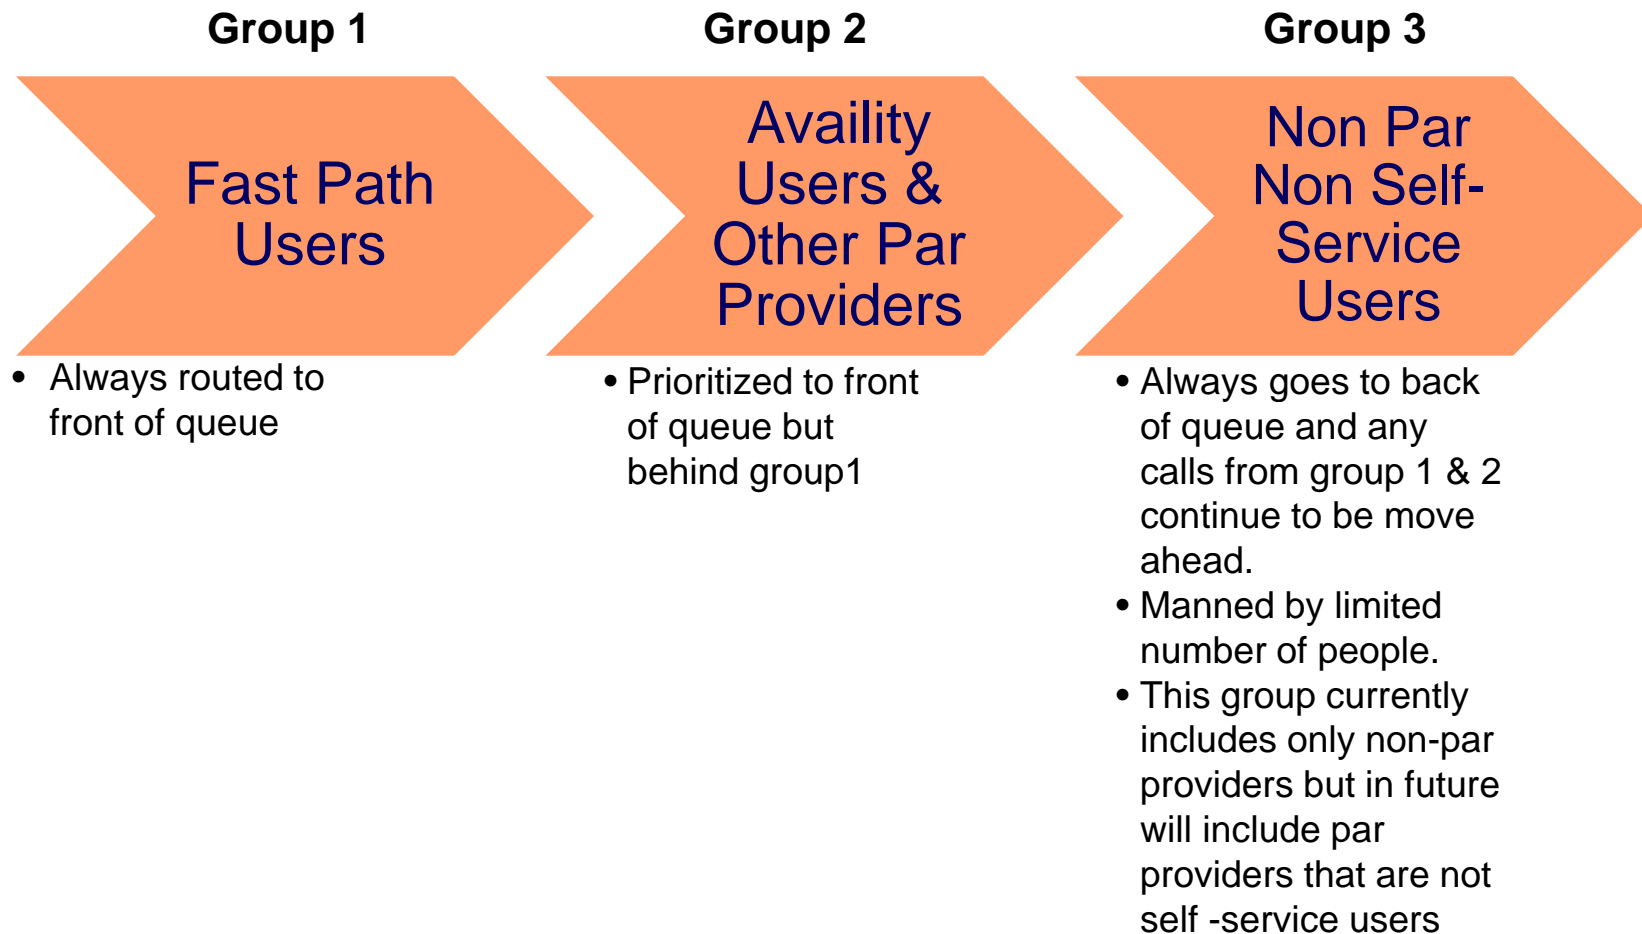 Group 1
Group 2
Group 3
Fast Path
Users
Availity
Users &
Other Par
Providers
Non Par
Non Self-
Service
Users
• Always routed to
front of queue
• Prioritized to front
of queue but
behind group1
• Always goes to back
of queue and any
calls from group 1 & 2
continue to be move
ahead.
• Manned by limited
number of people.
• This group currently
includes only non-par
providers but in future
will include par
providers that are not
self -service users